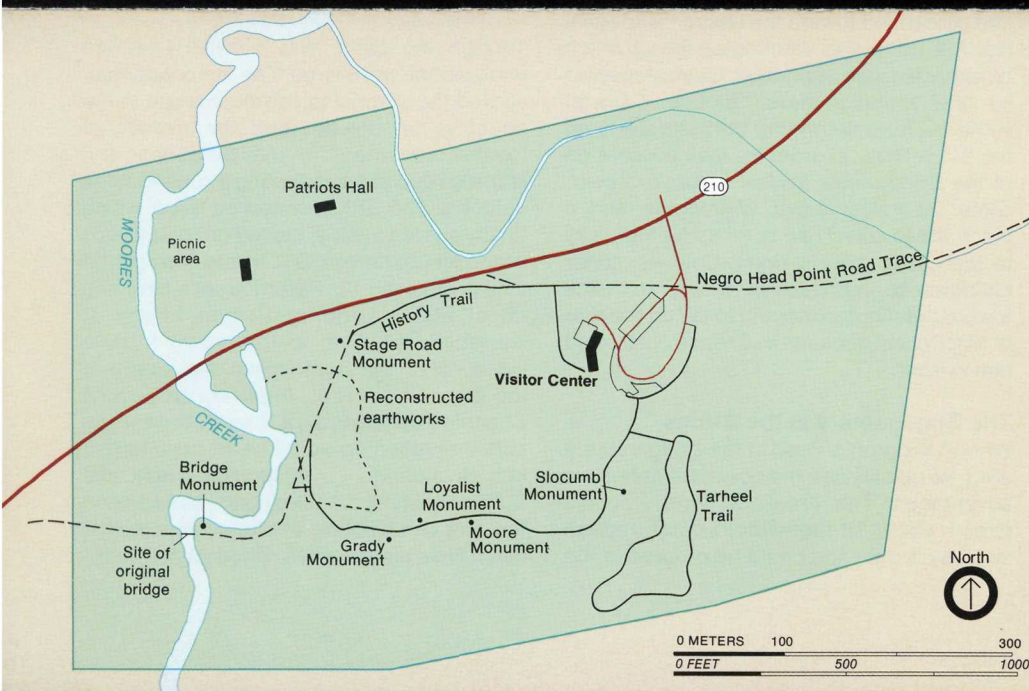 Patriots Hall
210
MOORES
Picnic
area
Negro Head Point Road Trace
History Trail
Stage Road
Monument
Visitor Center
Reconstructed
earthworks
CREEK
Bridge
Monument
Slocumb
Monument
Loyalist
Monument
Tarheel
Trail
Moore
Monument
Grady
Monument
Site of
original
bridge
North
0 METERS 100 300
0 FEET 500 1000